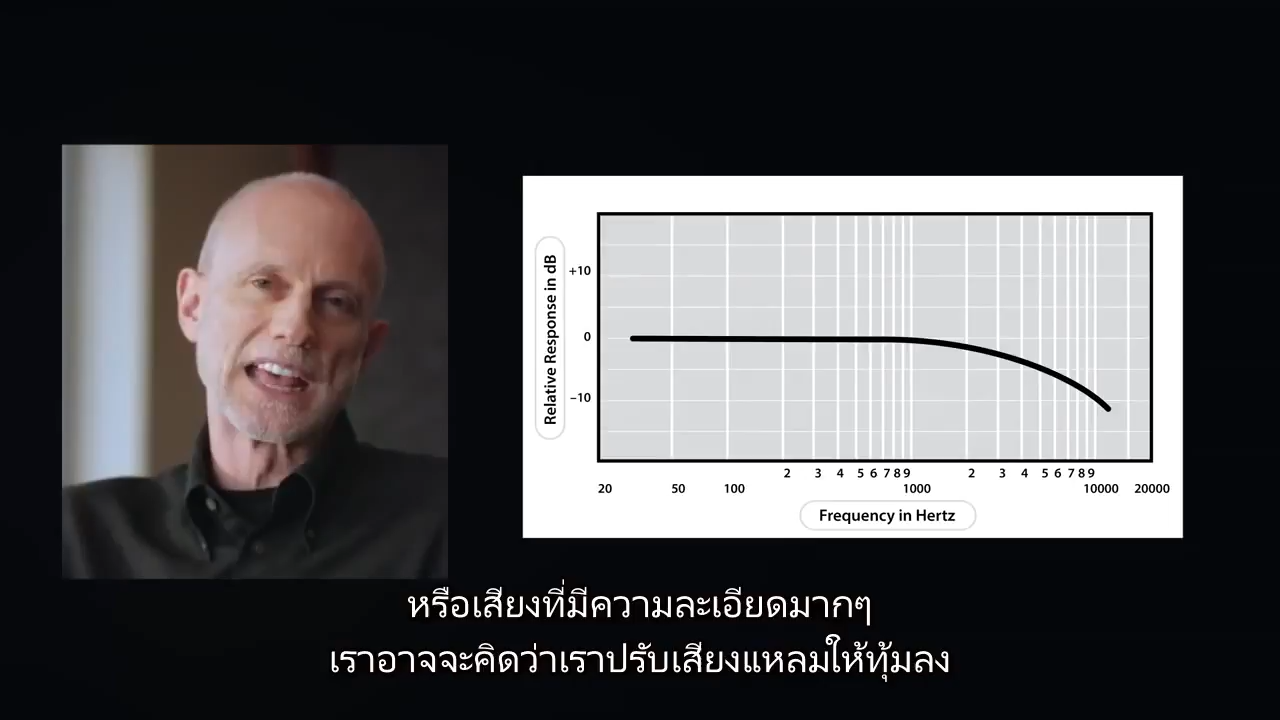 Relative Response in dB
+10
0
–10
2 3 4 5 6 7 8 9 2 3 4 5 6 7 8 9
20 50 100 1000 10000 20000
Frequency in Hertz
หรือเสียงที่มีความละเอียดมากๆ
เราอาจจะคิดว่าเราปรับเสียงแหลมให้ทุ้มลง